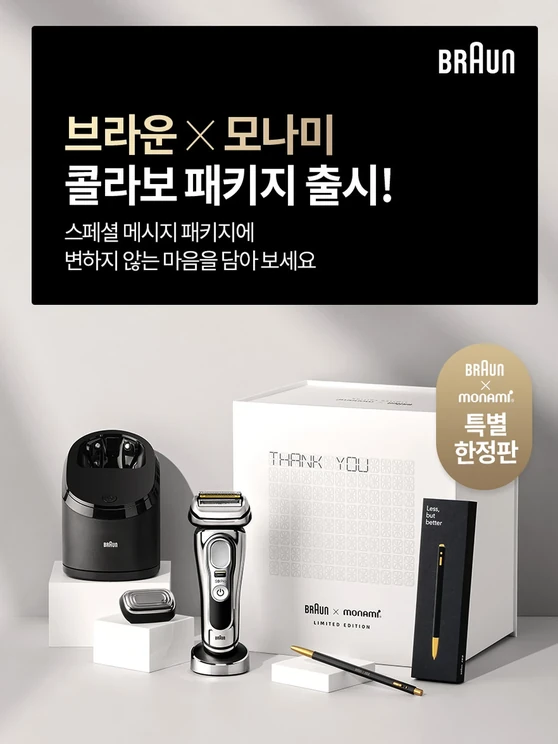 BRAUN
브라운 × 모나미
콜라보 패키지 출시!
스페셜 메시지 패키지에
변하지 않는 마음을 담아 보세요
BRAUN
×
monami
특별
한정판
THANK YOU
Less,
but
better
BRAUN
BRAUN × monami
LIMITED EDITION
BRAUN